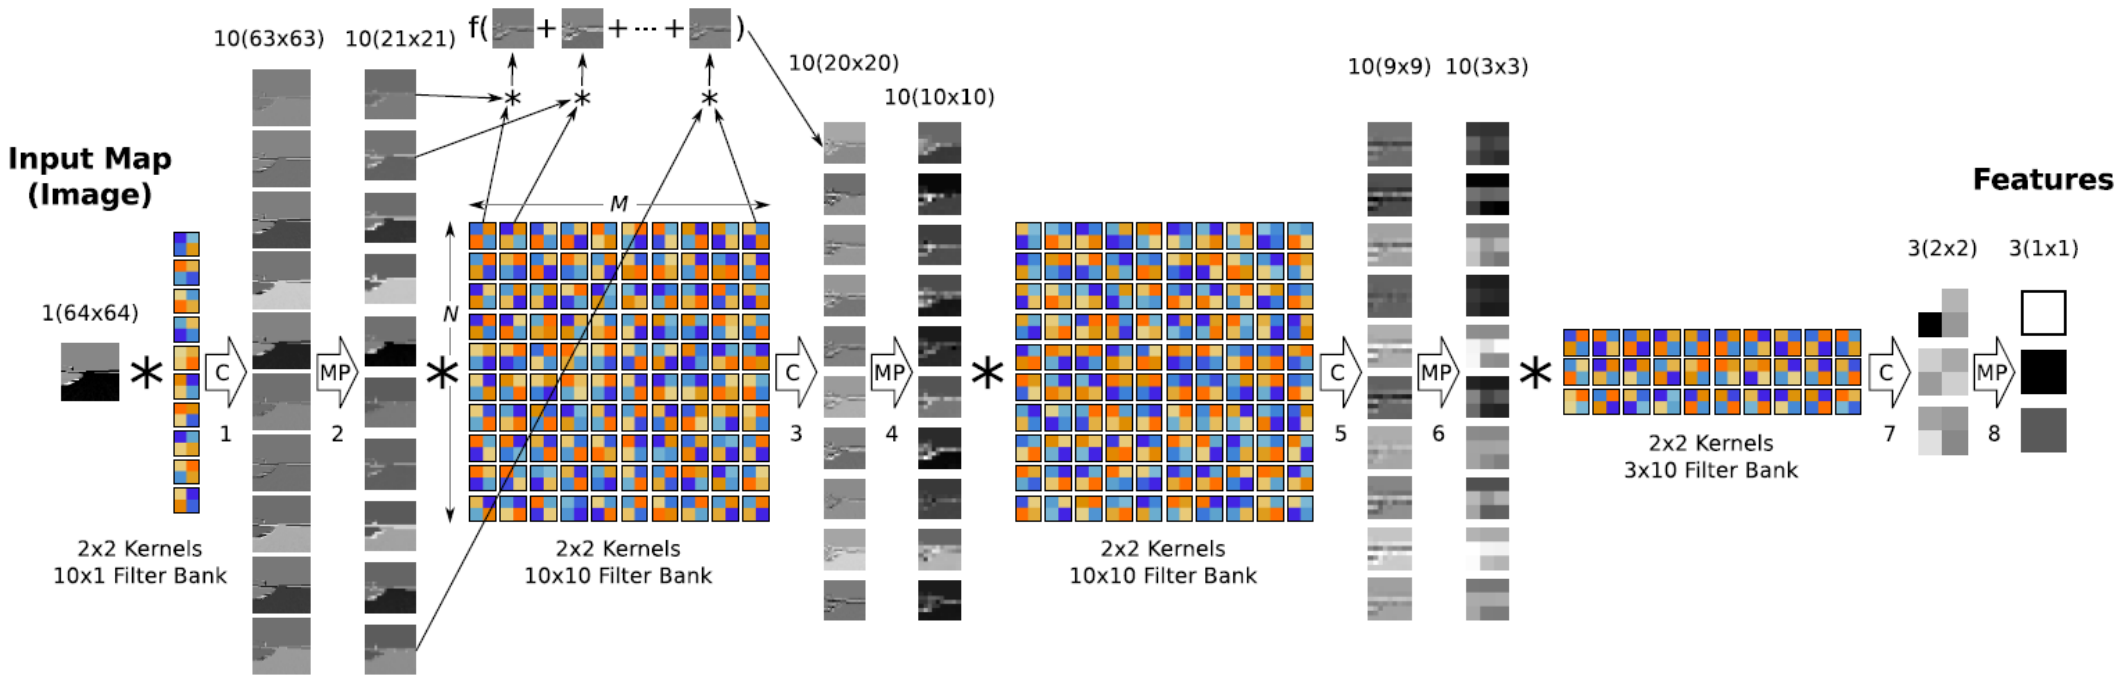 Input Map
(Image)
1(64x64)
*
2x2 Kernels
10x1 Filter Bank
C
1
10(63x63)
MP
2
10(21x21)
f( + + ... + )
* * *
*
M
N
2x2 Kernels
10x10 Filter Bank
C
3
10(20x20)
MP
4
10(10x10)
*
2x2 Kernels
10x10 Filter Bank
C
5
10(9x9)
MP
6
10(3x3)
*
2x2 Kernels
3x10 Filter Bank
C
7
3(2x2)
MP
8
3(1x1)
Features